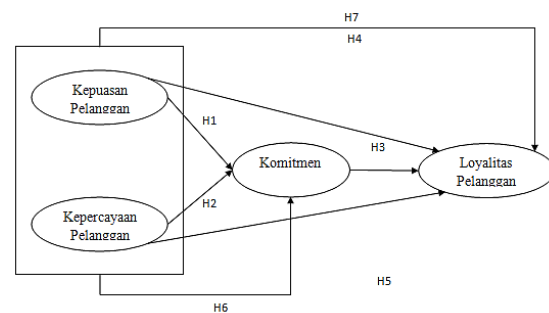 H7
H4
Kepuasan
Pelanggan
H1
Komitmen
H3
Loyalitas
Pelanggan
Kepercayaan
Pelanggan
H2
H5
H6